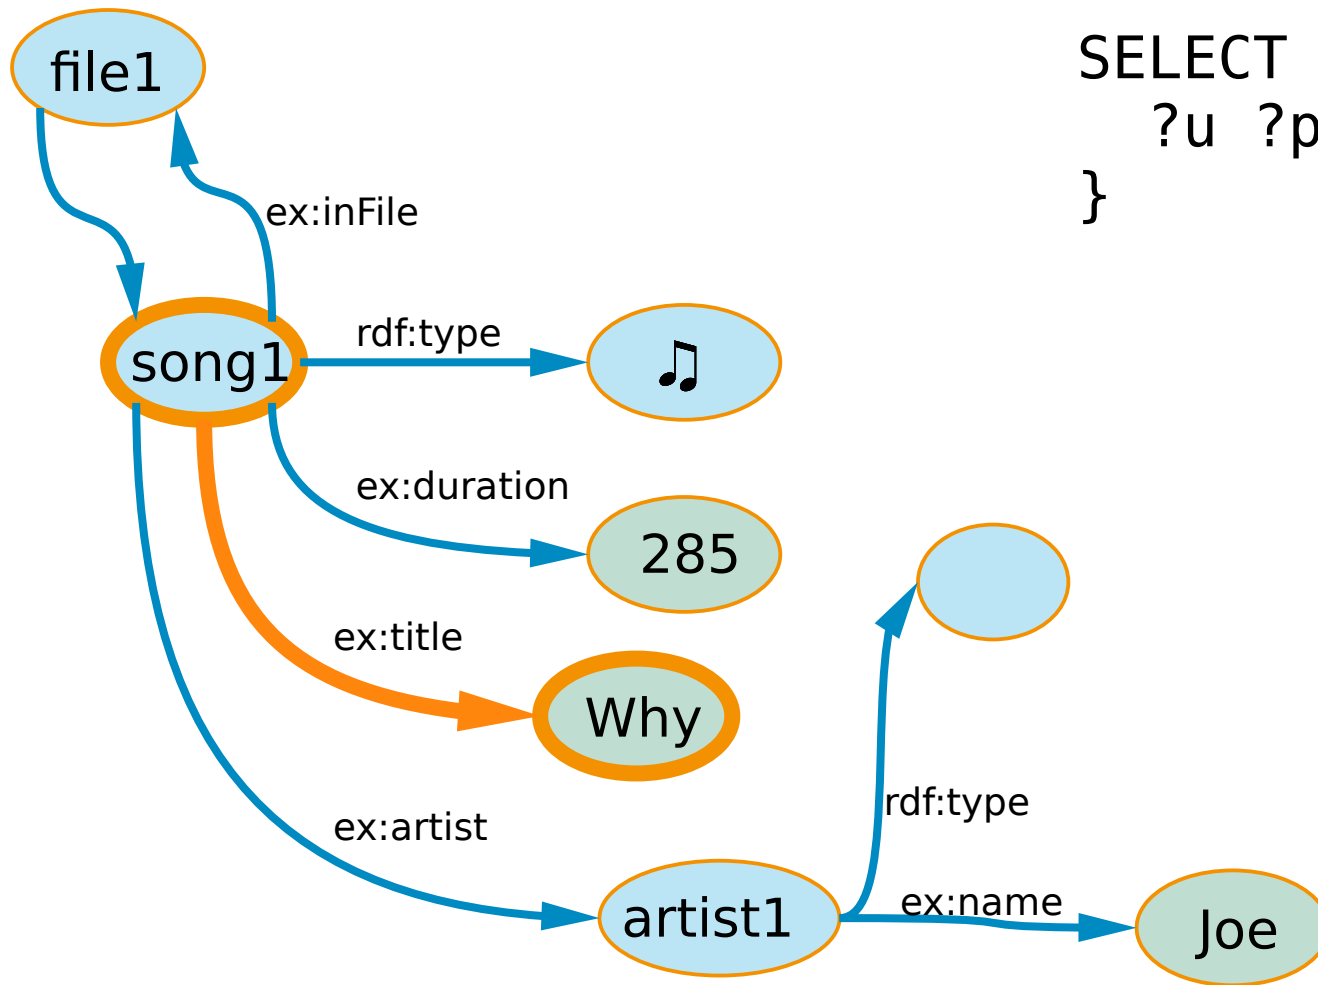 file1
SELECT
?u ?p
}
ex:inFile
song1
rdf:type
♫
ex:duration
285
ex:title
Why
rdf:type
ex:artist
artist1
ex:name
Joe